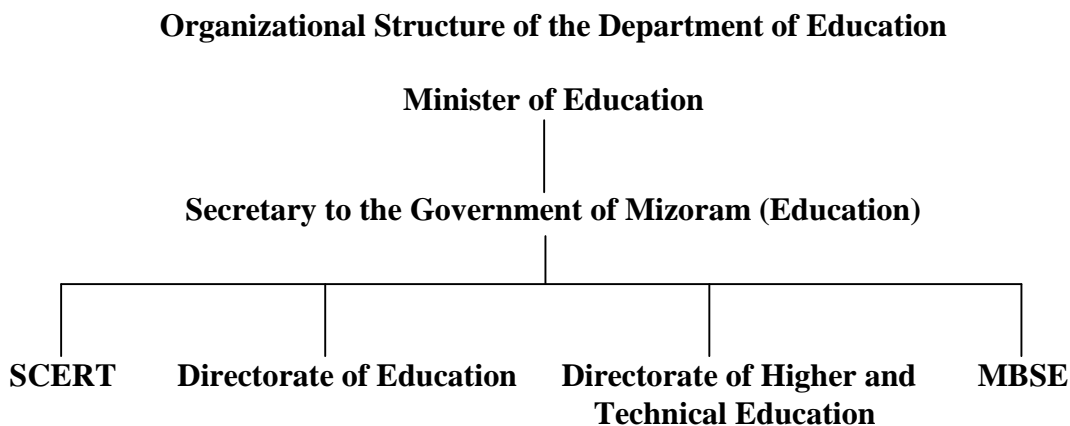 Organizational Structure of the Department of Education
Minister of Education
Secretary to the Government of Mizoram (Education)
SCERT
Directorate of Education
Directorate of Higher and
Technical Education
MBSE